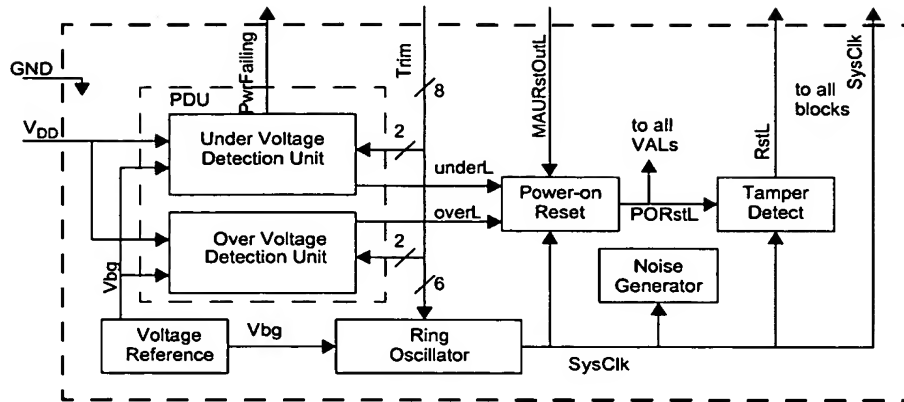 GND
PDU
PwrFailing
Trim
8
MAURstOutL
RstL
to all
blocks
SysClk
VDD
Under Voltage
Detection Unit
2
underL
to all
VALs
Power-on
Reset
PORstL
Tamper
Detect
overL
Over Voltage
Detection Unit
2
Noise
Generator
Vbg
6
Voltage
Reference
Vbg
Ring
Oscillator
SysClk